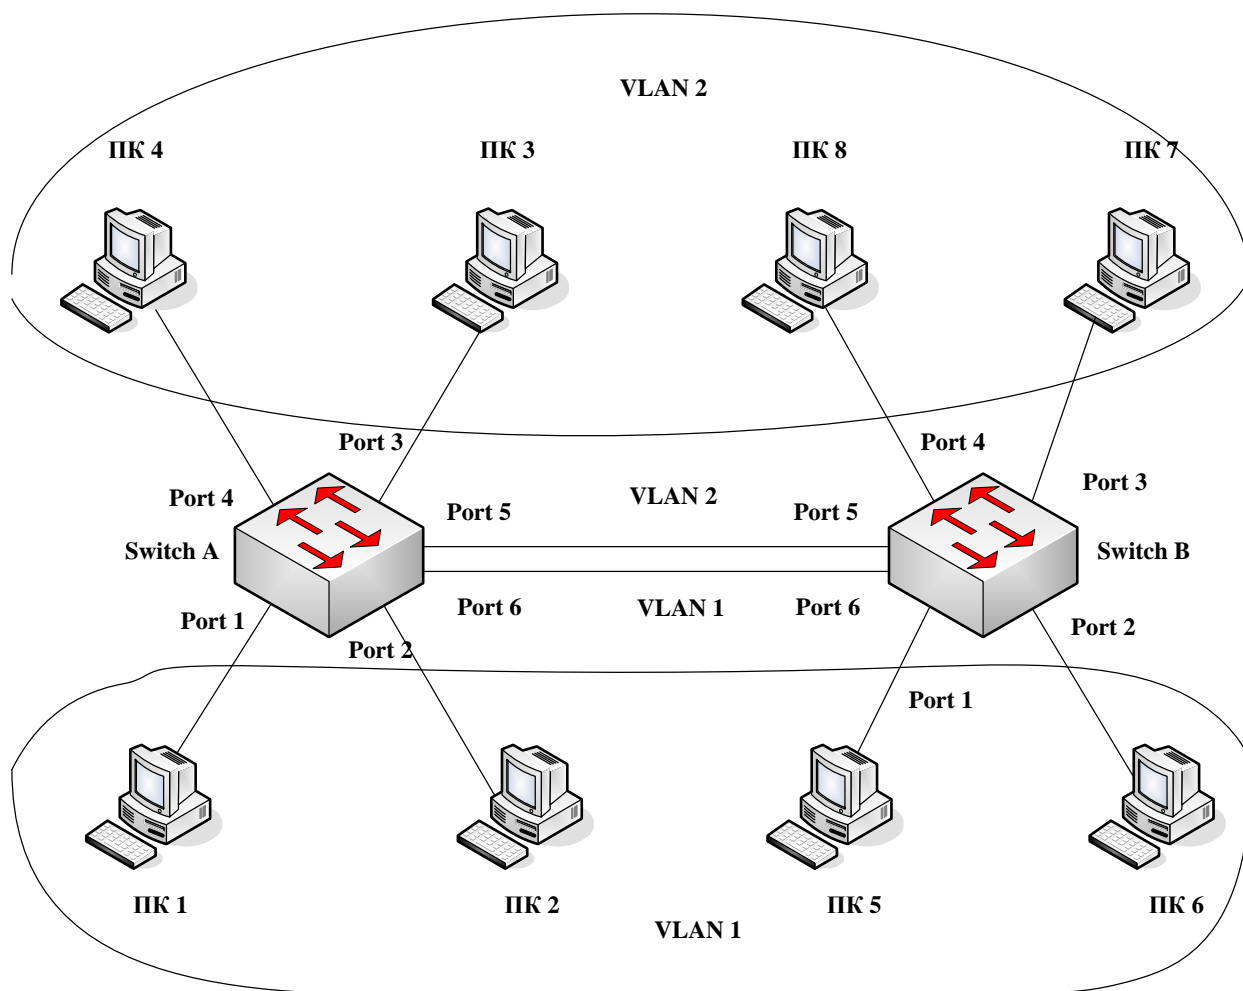 VLAN 2
ПК 4
ПК 3
ПК 8
ПК 7
Port 3
Port 4
Port 4
Port 3
VLAN 2
Port 5
Port 5
Switch A
Switch B
Port 6
VLAN 1
Port 6
Port 1
Port 2
Port 2
Port 1
ПК 1
ПК 2
ПК 5
ПК 6
VLAN 1